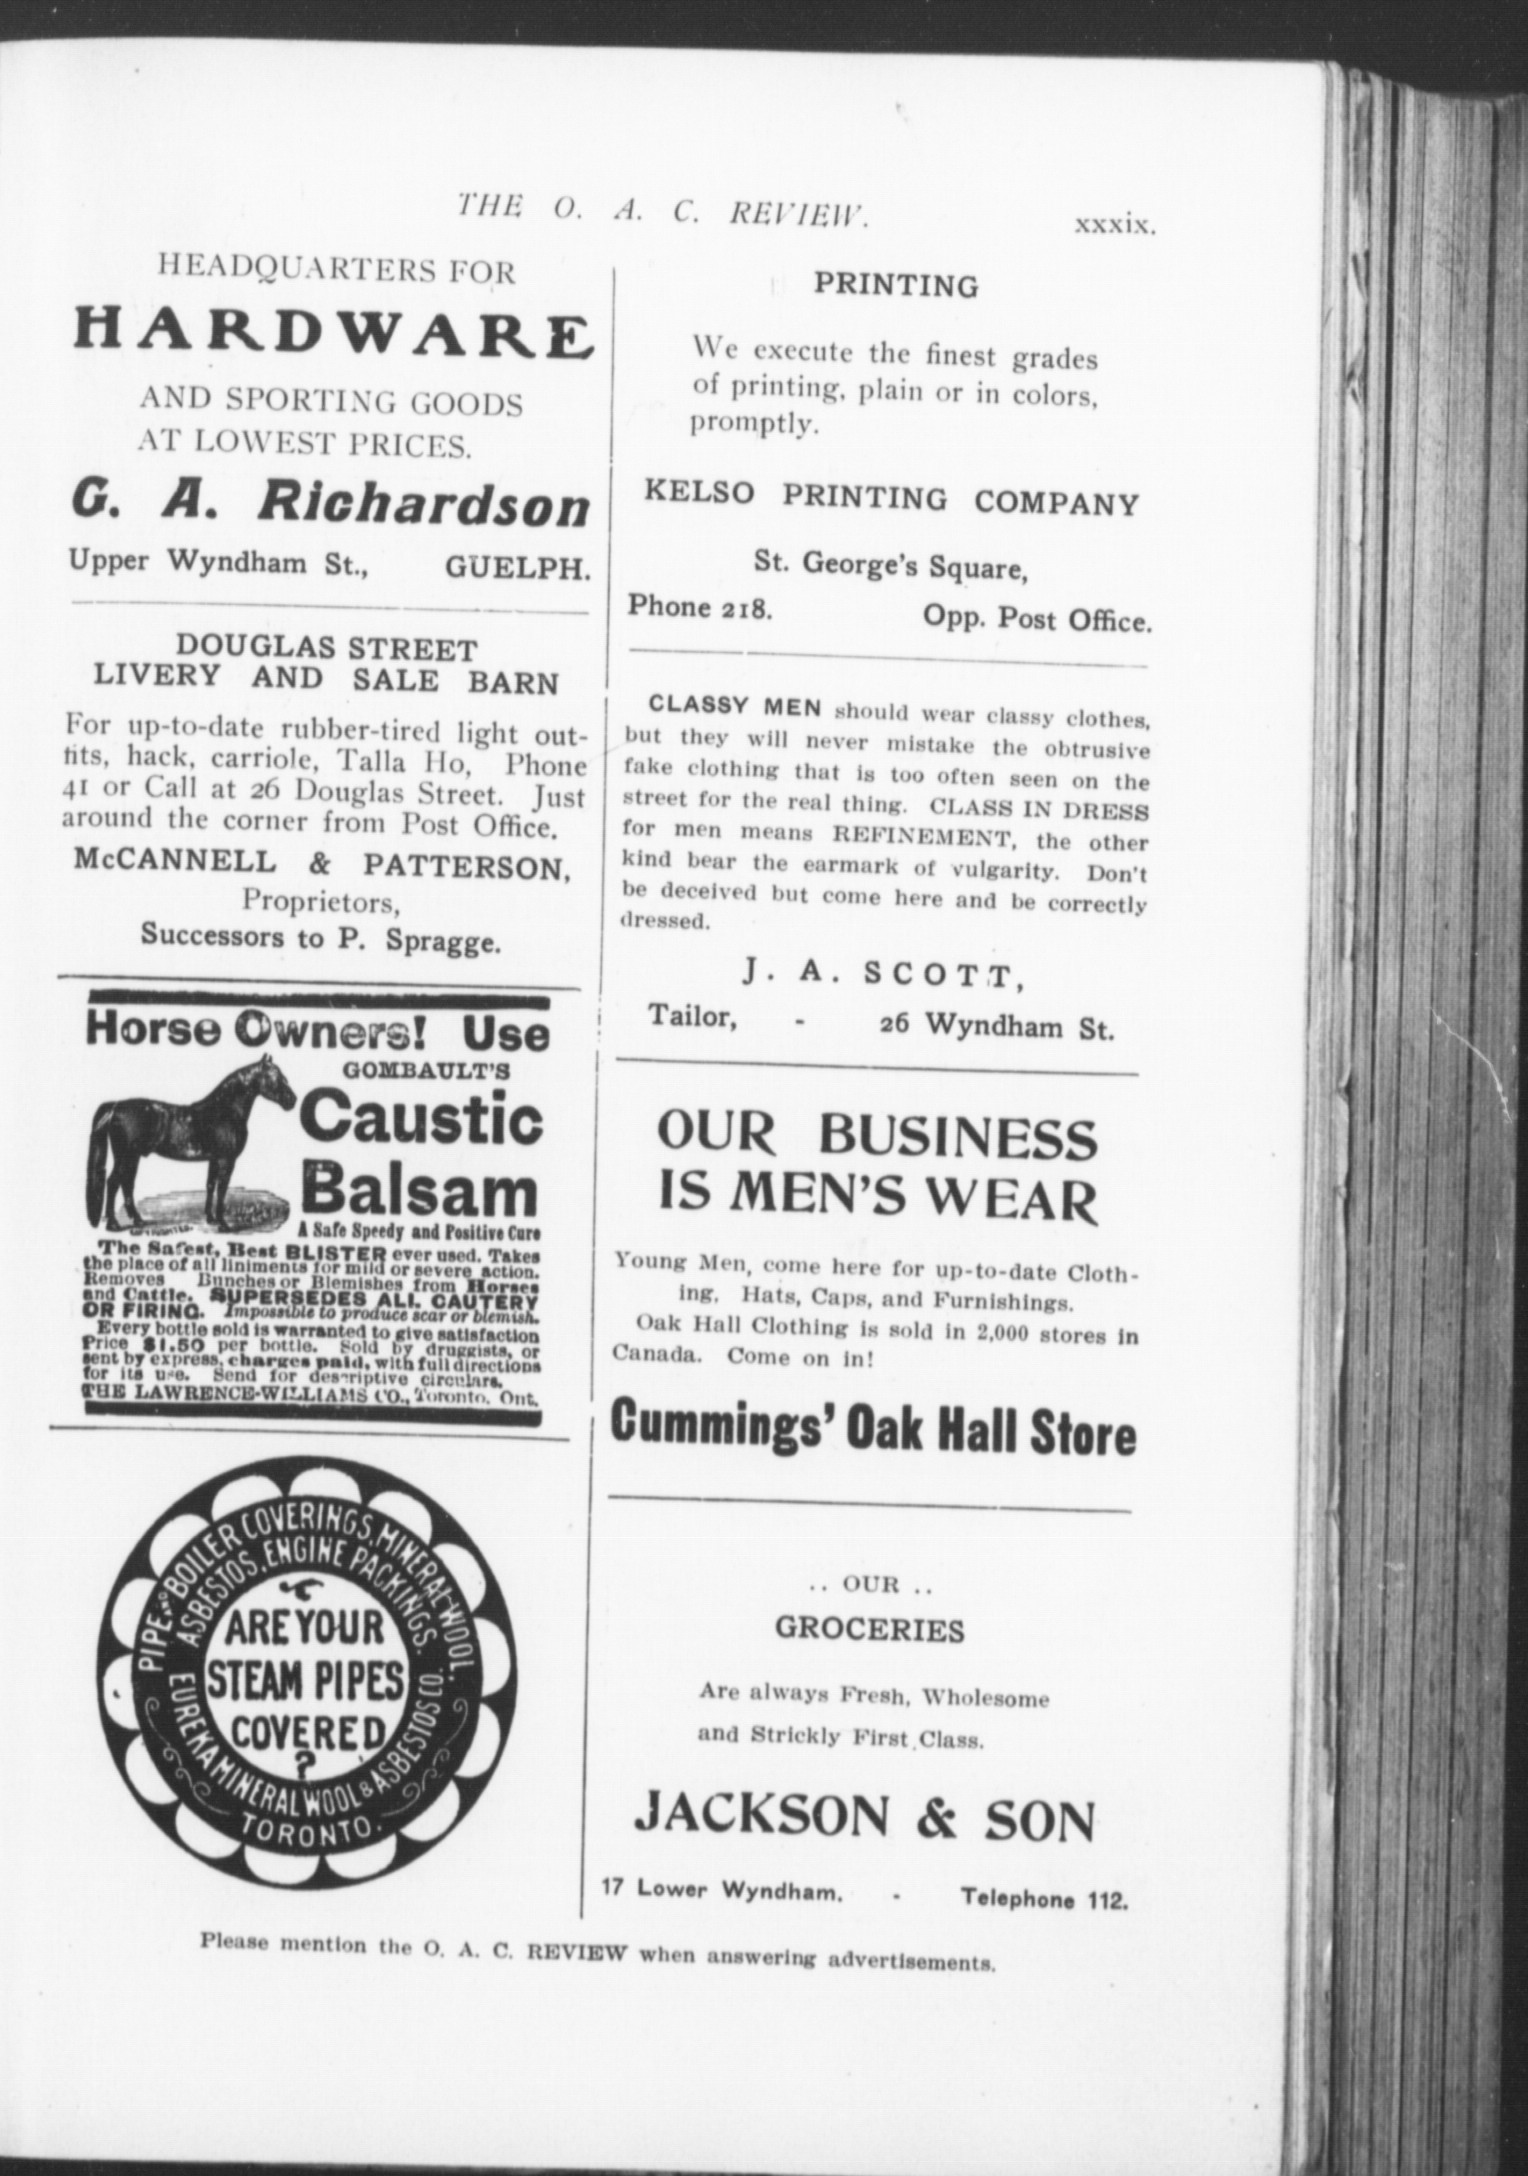 THE O. A. C. REVIEW.
xxxix.
HEADQUARTERS FOR
HARDWARE
AND SPORTING GOODS
AT LOWEST PRICES.
G. A. Richardson
Upper Wyndham St., GUELPH.
DOUGLAS STREET
LIVERY AND SALE BARN
For up-to-date rubber-tired light out-
fits, hack, carriole, Talla Ho, Phone
41 or Call at 26 Douglas Street. Just
around the corner from Post Office.
McCANNELL & PATTERSON,
Proprietors,
Successors to P. Spragge.
Horse Owners! Use
GOMBAULT'S
Caustic
Balsam
A Safe Speedy and Positive Cure
The Safest, Best BLISTER ever used. Takes
the place of all liniments for mild or severe action.
Removes Bunches or Blemishes from Horses
and Cattle. SUPERSEDES ALL CAUTERY
OR FIRING. Impossible to produce scar or blemish.
Every bottle sold is warranted to give satisfaction
Price $1.50 per bottle. Sold by druggists, or
sent by express, charges paid, with full directions
for its use. Send for descriptive circulars.
THE LAWRENCE-WILLIAMS CO., Toronto, Ont.
PIPE & BOILER COVERINGS, MINERAL WOOL,
ASBESTOS, ENGINE PACKINGS.
ARE YOUR
STEAM PIPES
COVERED
?
EUREKA MINERAL WOOL & ASBESTOS CO.
TORONTO.
PRINTING
We execute the finest grades
of printing, plain or in colors,
promptly.
KELSO PRINTING COMPANY
St. George's Square,
Phone 218. Opp. Post Office.
CLASSY MEN should wear classy clothes,
but they will never mistake the obtrusive
fake clothing that is too often seen on the
street for the real thing. CLASS IN DRESS
for men means REFINEMENT, the other
kind bear the earmark of vulgarity. Don't
be deceived but come here and be correctly
dressed.
J. A. SCOTT,
Tailor, - 26 Wyndham St.
OUR BUSINESS
IS MEN'S WEAR
Young Men, come here for up-to-date Cloth-
ing, Hats, Caps, and Furnishings.
Oak Hall Clothing is sold in 2,000 stores in
Canada. Come on in!
Cummings' Oak Hall Store
.. OUR ..
GROCERIES
Are always Fresh, Wholesome
and Strickly First Class.
JACKSON & SON
17 Lower Wyndham. - Telephone 112.
Please mention the O. A. C. REVIEW when answering advertisements.